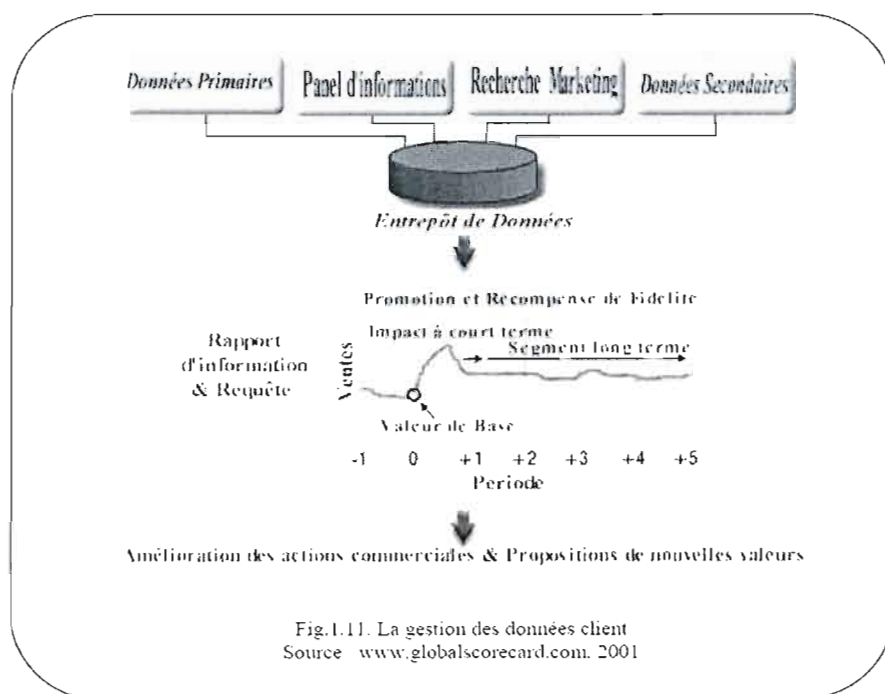 Données Primaires Panel d'informations Recherche Marketing Données Secondaires
Entrepôt de Données
Promotion et Récompense de Fidelite
Impact à court terme
Segment long terme
Rapport
d'information
& Requête
Ventes
Valeur de Base
-1 0 +1 +2 +3 +4 +5
Periode
Amélioration des actions commerciales & Propositions de nouvelles valeurs
Fig.1.11. La gestion des données client
Source www.globalscorecard.com. 2001